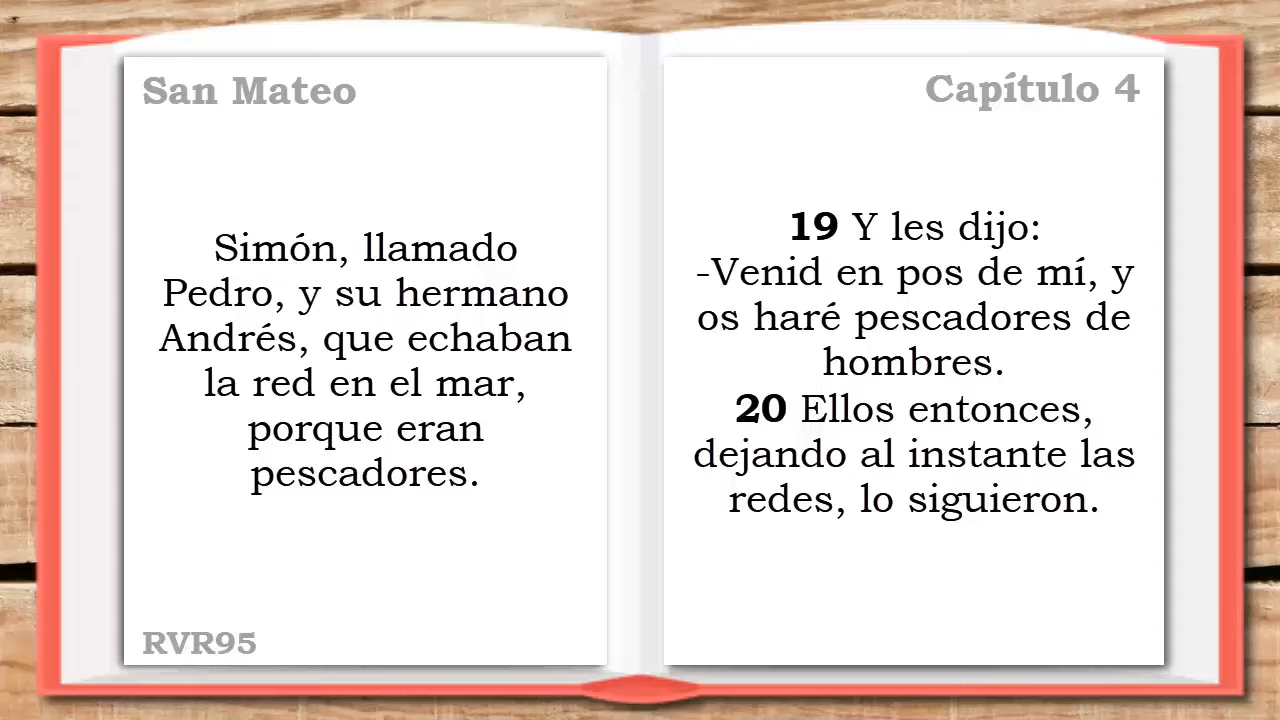 San Mateo
Simón, llamado
Pedro, y su hermano
Andrés, que echaban
la red en el mar,
porque eran
pescadores.
RVR95
Capítulo 4
19 Y les dijo:
-Venid en pos de mí, y
os haré pescadores de
hombres.
20 Ellos entonces,
dejando al instante las
redes, lo siguieron.